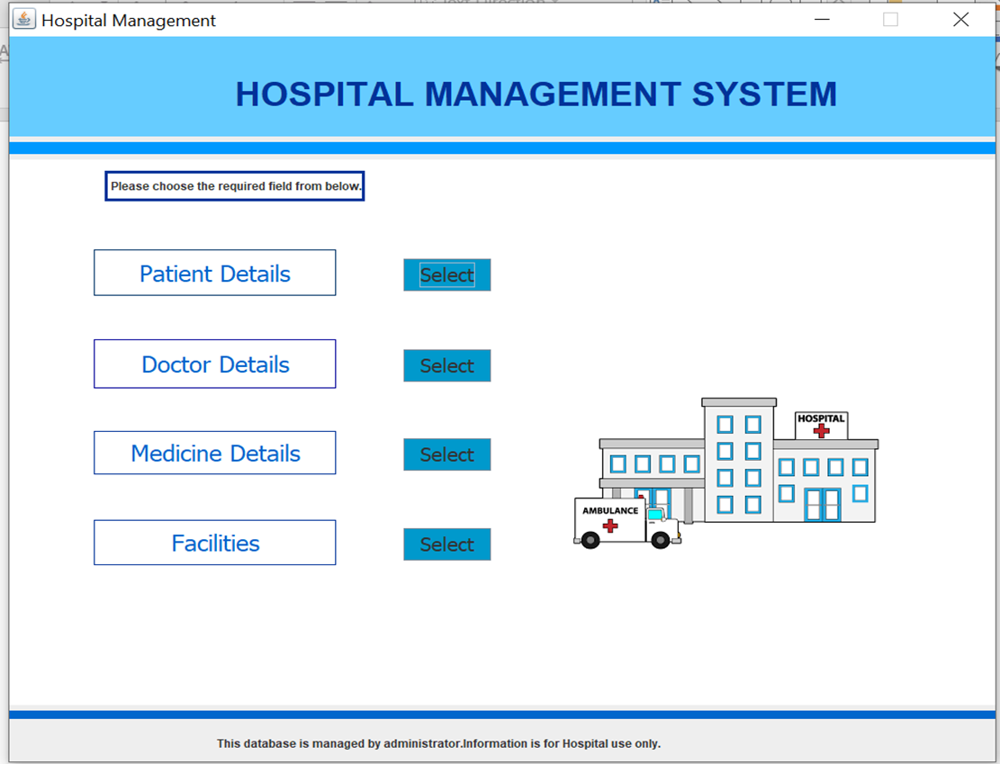 Hospital Management
HOSPITAL MANAGEMENT SYSTEM
Please choose the required field from below.
Patient Details
Select
Doctor Details
Select
Medicine Details
Select
Facilities
Select
HOSPITAL
AMBULANCE
This database is managed by administrator.Information is for Hospital use only.